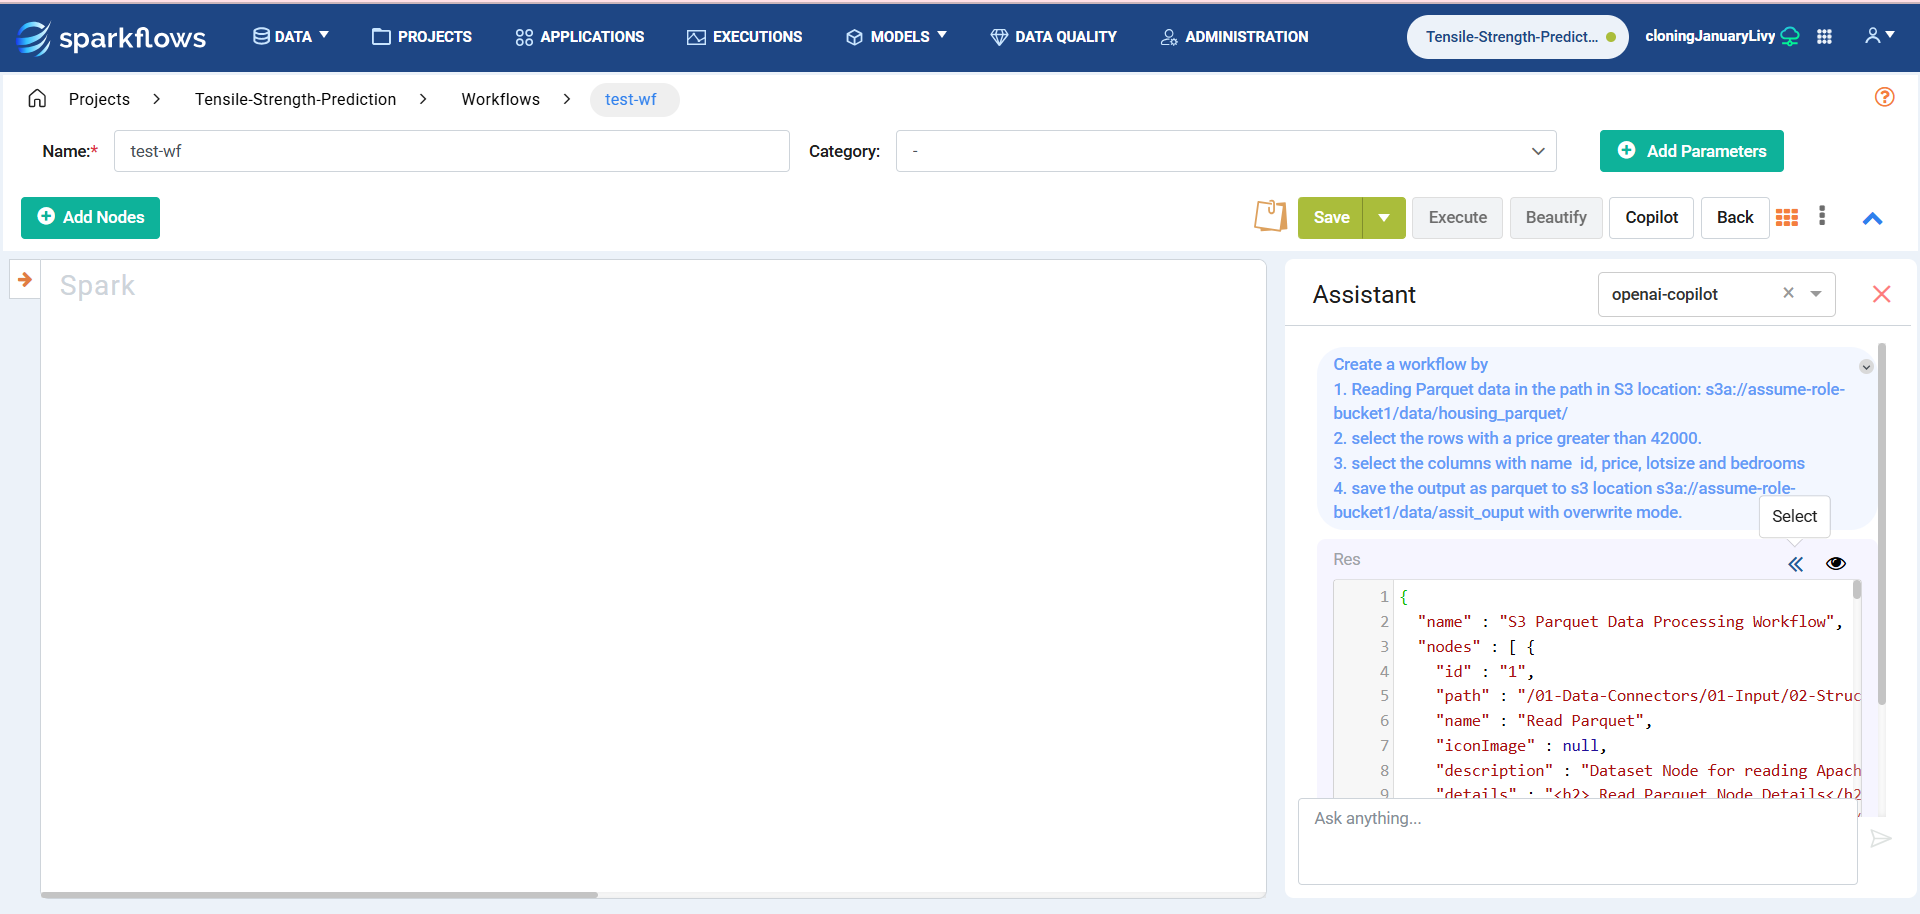 sparkflows
DATA
PROJECTS
APPLICATIONS
EXECUTIONS
MODELS
DATA QUALITY
ADMINISTRATION
Tensile-Strength-Predict...
cloningJanuaryLivy
Projects
Tensile-Strength-Prediction
Workflows
test-wf
Name:*
test-wf
Category:
-
Add Parameters
Add Nodes
Save
Execute
Beautify
Copilot
Back
Spark
Assistant
openai-copilot
Create a workflow by
1. Reading Parquet data in the path in S3 location: s3a://assume-role-
bucket1/data/housing_parquet/
2. select the rows with a price greater than 42000.
3. select the columns with name  id, price, lotsize and bedrooms
4. save the output as parquet to s3 location s3a://assume-role-
bucket1/data/assit_ouput with overwrite mode.
Select
Res
1 {
2 "name" : "S3 Parquet Data Processing Workflow",
3 "nodes" : [ {
4 "id" : "1",
5 "path" : "/01-Data-Connectors/01-Input/02-Struc
6 "name" : "Read Parquet",
7 "iconImage" : null,
8 "description" : "Dataset Node for reading Apach
9 "details" : "<h2> Read Parquet Node Details</h2
Ask anything...